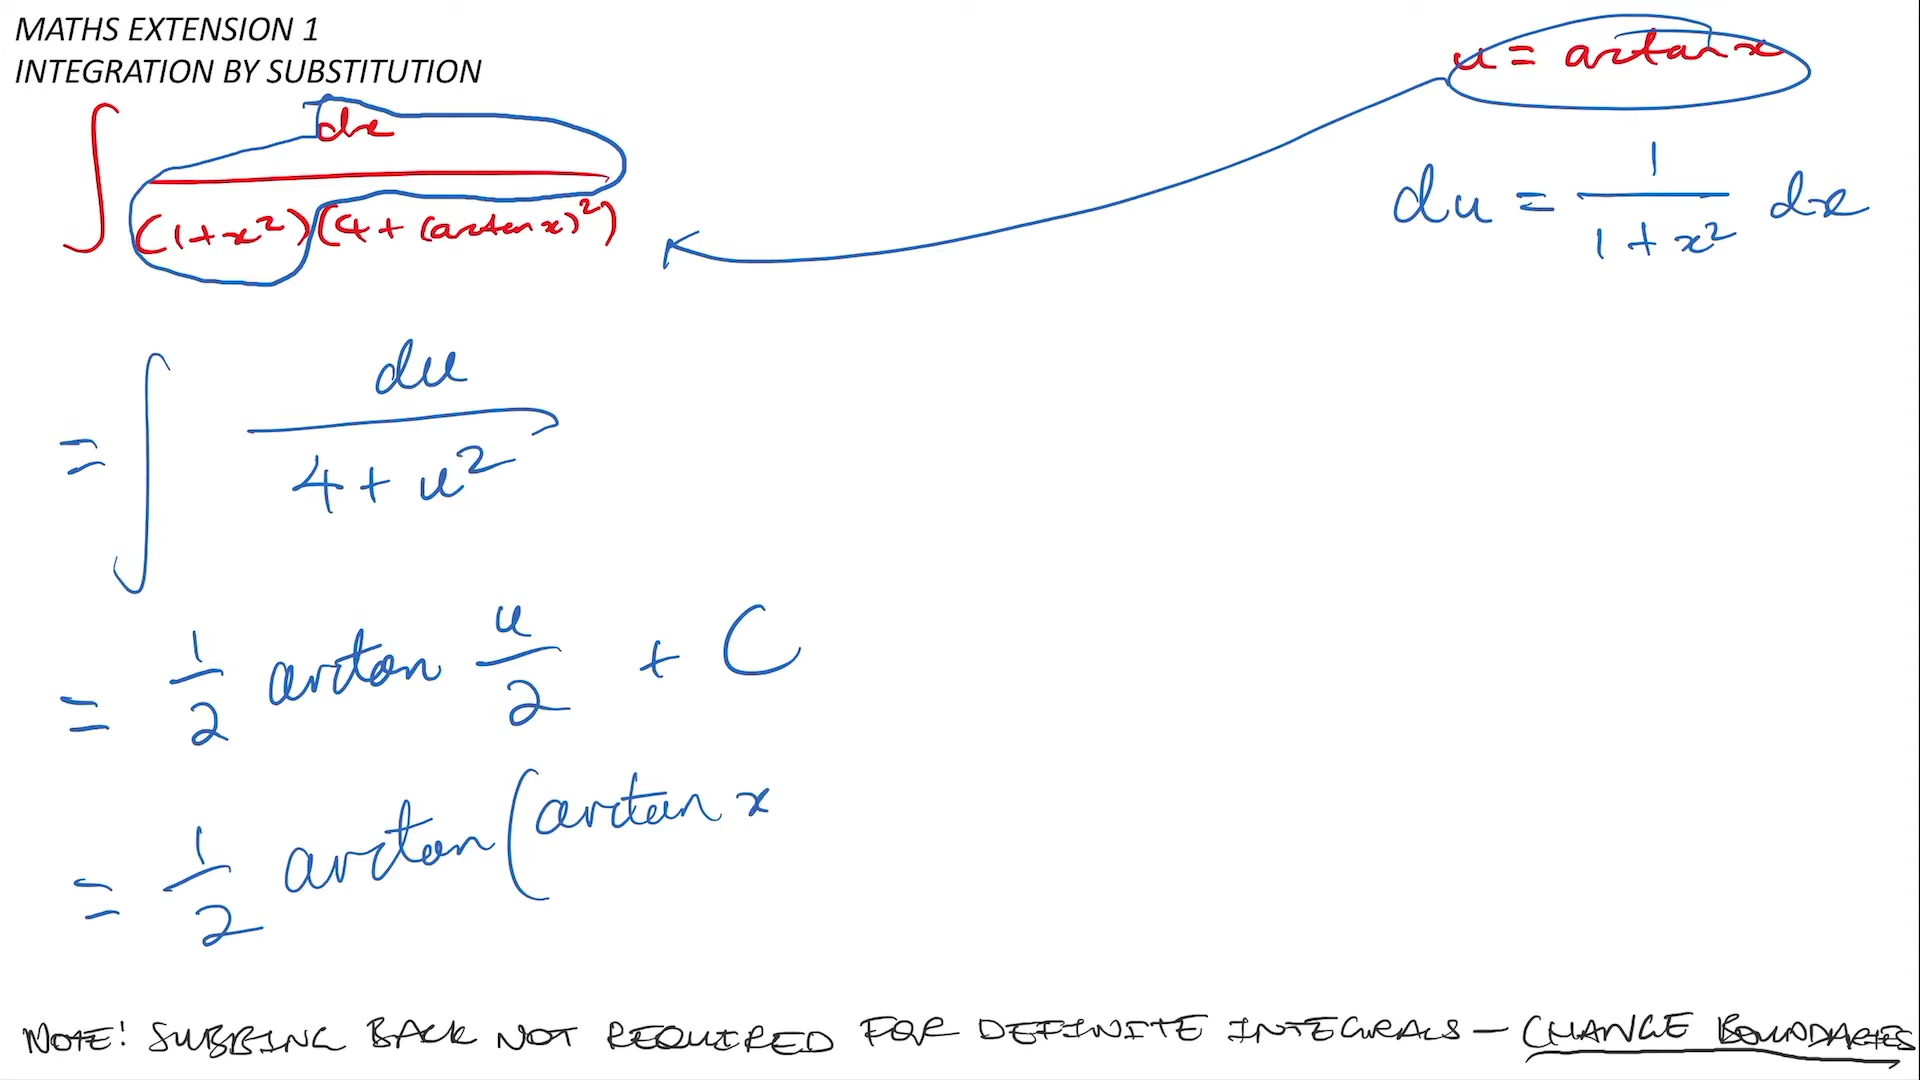 MATHS EXTENSION 1
INTEGRATION BY SUBSTITUTION
u = arctan x
∫ dx / (1+x²)(4+(arctan x)²)
du = 1/(1+x²) dx
= ∫ du / (4+u²)
= 1/2 arctan u/2 + C
= 1/2 arctan (arctan x
NOTE! SUBBING BACK NOT REQUIRED FOR DEFINITE INTEGRALS – CHANGE BOUNDARIES